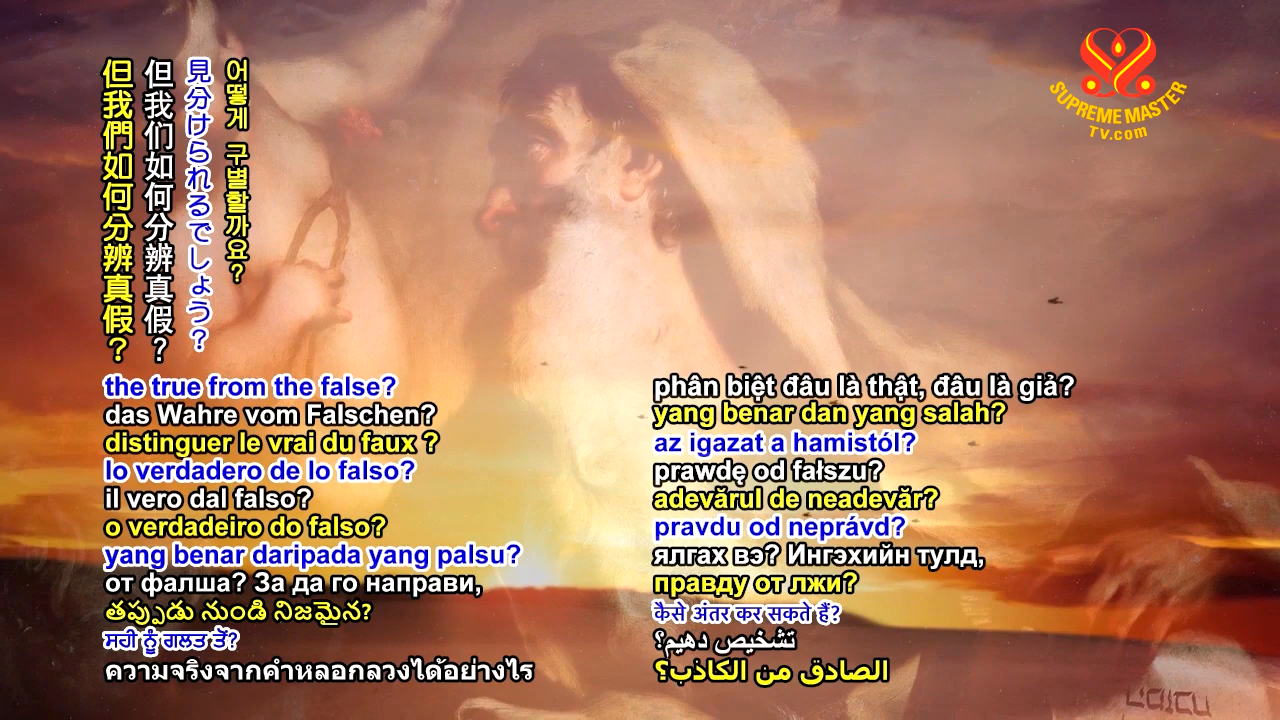 但我們如何分辨真假？
但我们如何分辨真假？
見分けられるでしょう？
어떻게 구별할까요？
SUPREME MASTER
TV.com
the true from the false?
das Wahre vom Falschen?
distinguer le vrai du faux ?
lo verdadero de lo falso?
il vero dal falso?
o verdadeiro do falso?
yang benar daripada yang palsu?
от фалша? За да го направи,
తప్పుడు నుండి నిజమైన?
ਸਹੀ ਨੂੰ ਗਲਤ ਤੋਂ?
ความจริงจากคำหลอกลวงได้อย่างไร
phân biệt đâu là thật, đâu là giả?
yang benar dan yang salah?
az igazat a hamistól?
prawdę od fałszu?
adevărul de neadevăr?
pravdu od neprávd?
ялгах вэ? Ингэхийн тулд,
правду от лжи?
कैसे अंतर कर सकते हैं?
تشخیص دهیم؟
الصادق من الكاذب؟